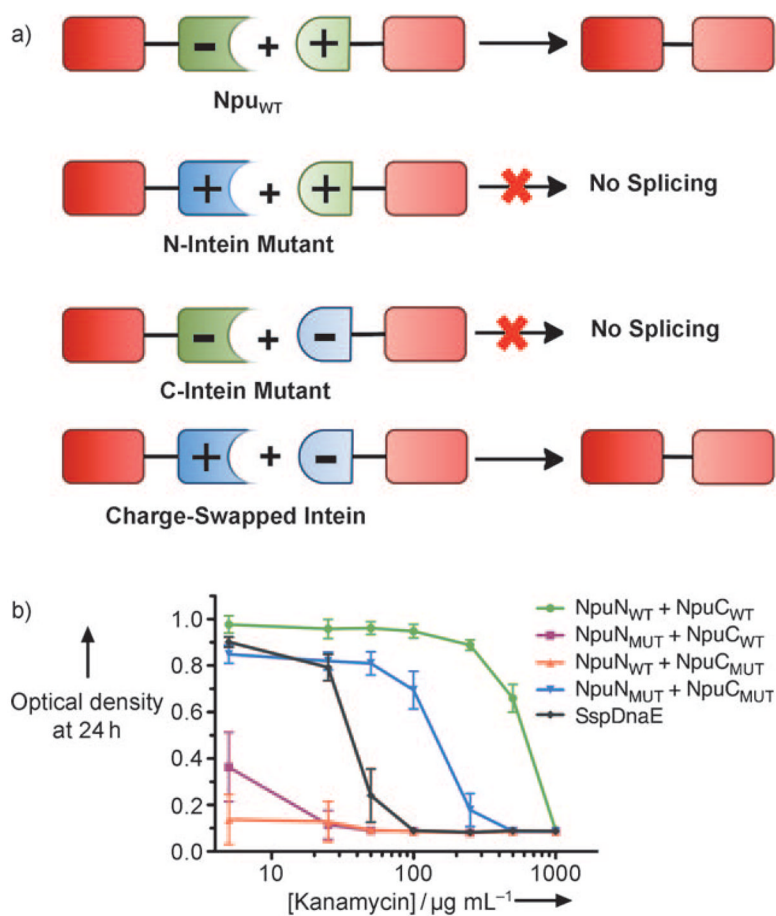 a)
- + +
Npu_WT
+ + +
No Splicing
N-Intein Mutant
- + -
No Splicing
C-Intein Mutant
+ + -
Charge-Swapped Intein
b)
1.0
0.8
0.6
0.4
0.2
0.0
Optical density
at 24 h
10 100 1000
[Kanamycin] / µg mL⁻¹
NpuN_WT + NpuC_WT
NpuN_MUT + NpuC_WT
NpuN_WT + NpuC_MUT
NpuN_MUT + NpuC_MUT
SspDnaE